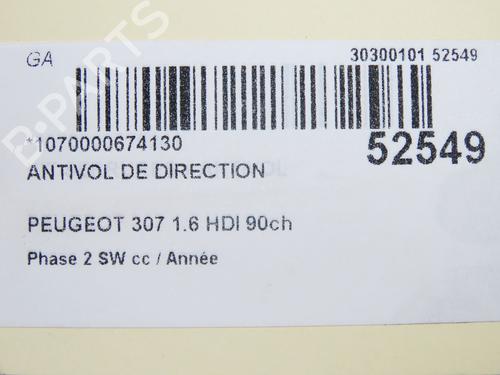 GA 30300101 52549
*1070000674130 52549
ANTIVOL DE DIRECTION
PEUGEOT 307 1.6 HDI 90ch
Phase 2 SW cc / Année
B-PARTS